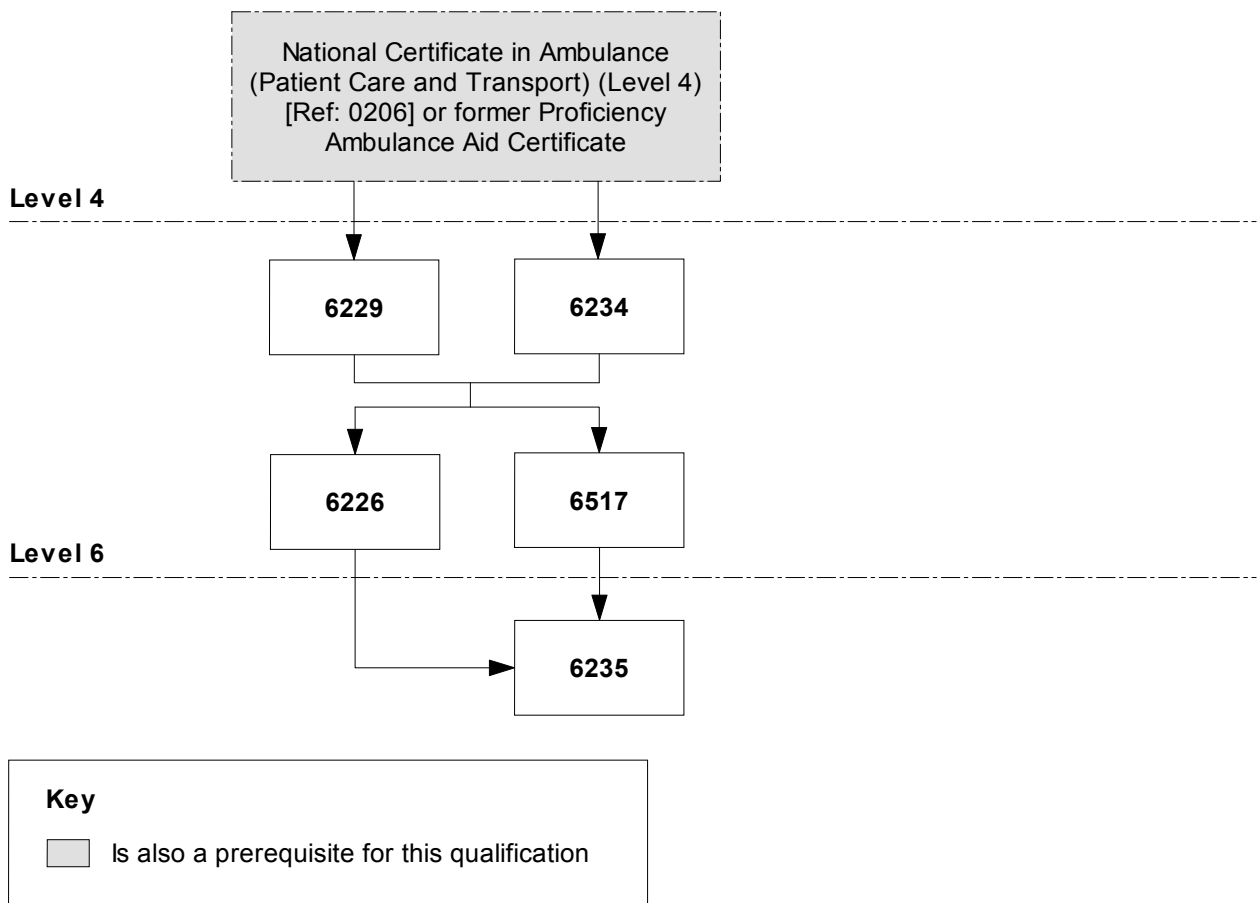 National Certificate in Ambulance
(Patient Care and Transport) (Level 4)
[Ref: 0206] or former Proficiency
Ambulance Aid Certificate
Level 4
6229
6234
6226
6517
Level 6
6235
Key
Is also a prerequisite for this qualification